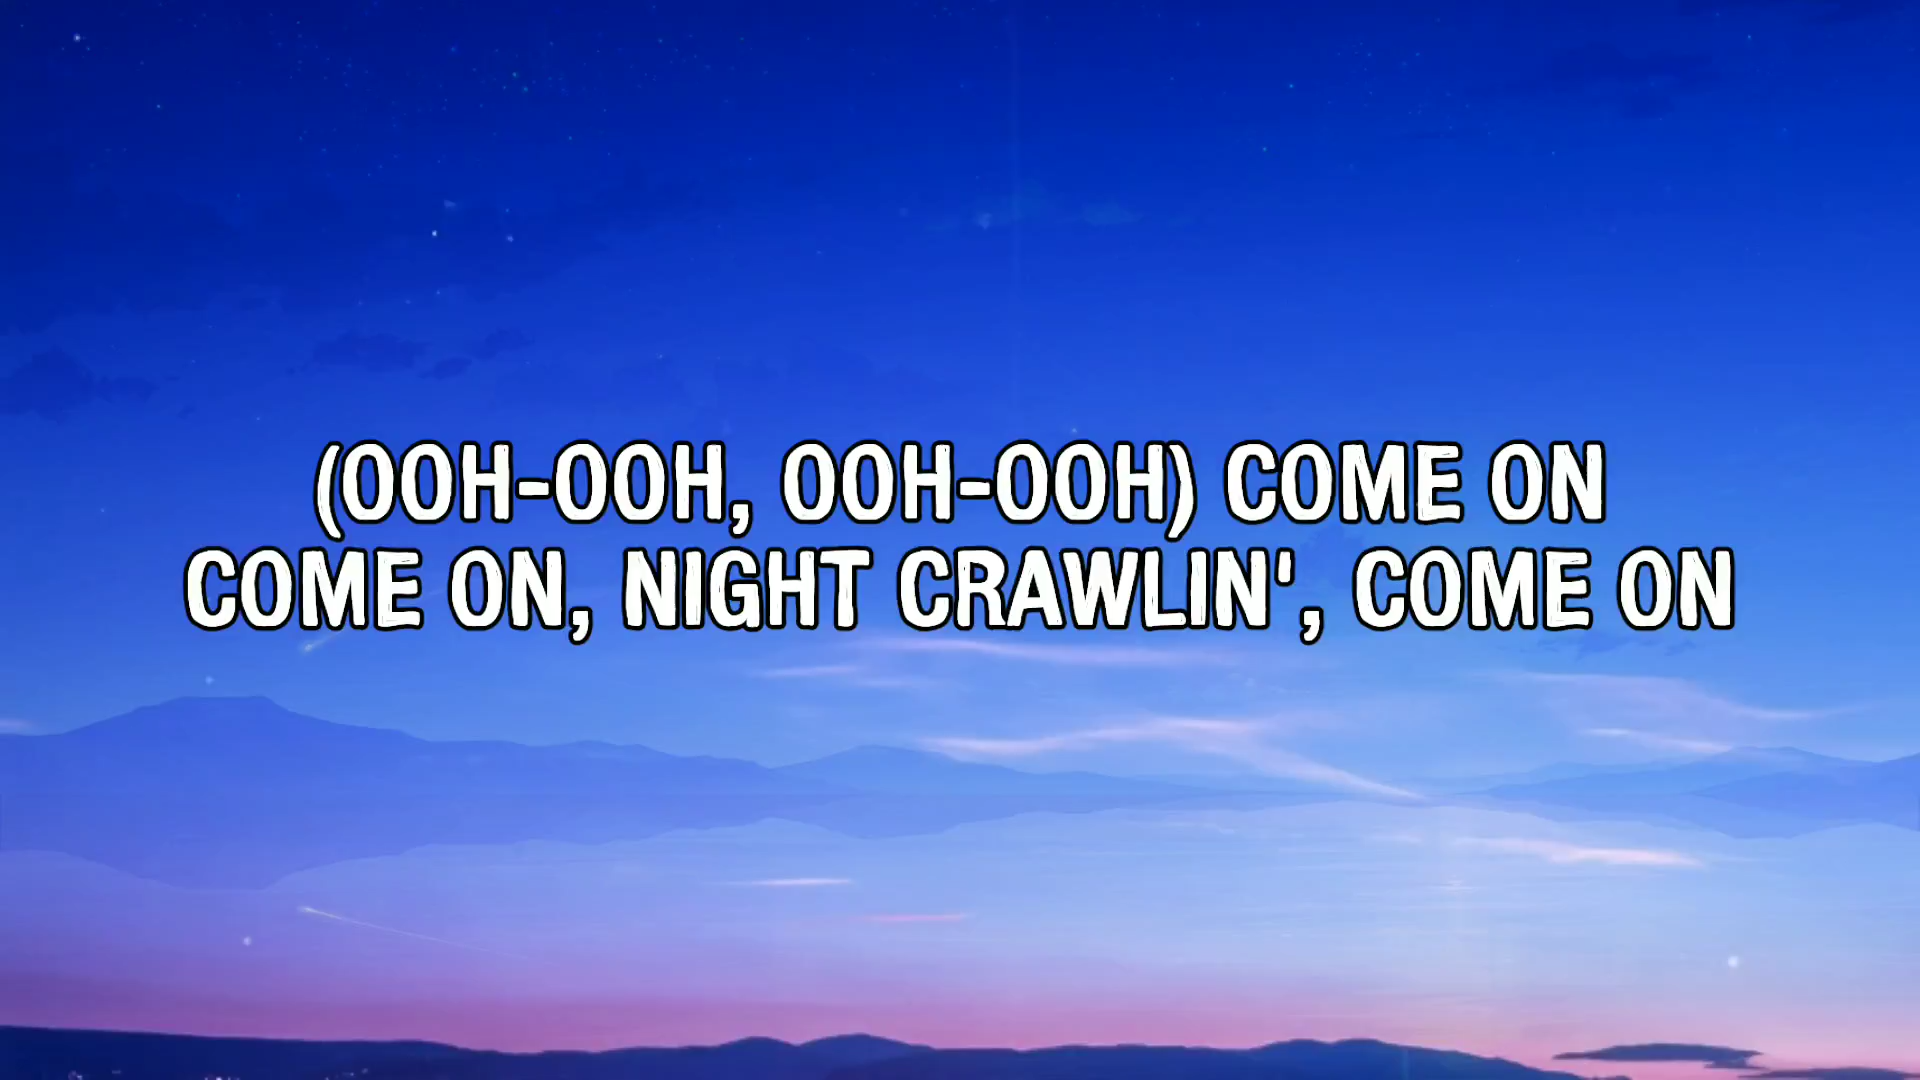 (OOH-OOH, OOH-OOH) COME ON
COME ON, NIGHT CRAWLIN', COME ON